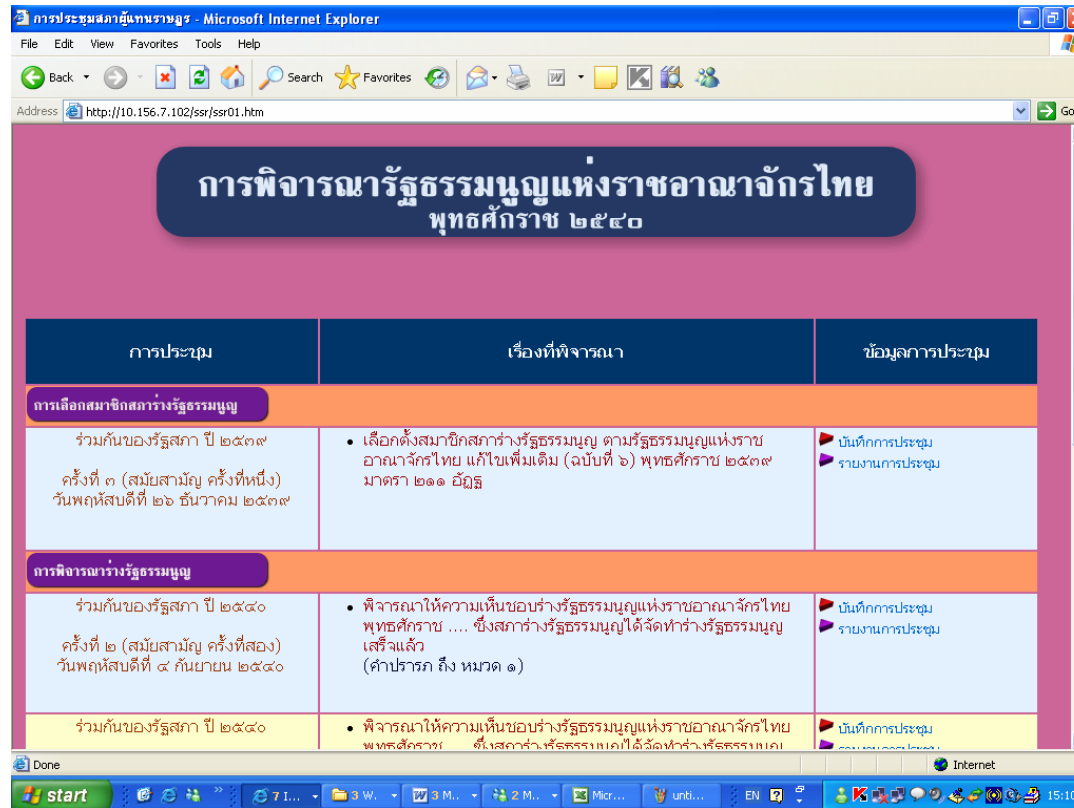 การประชุมสภาผู้แทนราษฎร - Microsoft Internet Explorer
File Edit View Favorites Tools Help
Back Search Favorites
Address http://10.156.7.102/ssr/ssr01.htm Go
การพิจารณารัฐธรรมนูญแห่งราชอาณาจักรไทย
พุทธศักราช ๒๕๔๐
การประชุม เรื่องที่พิจารณา ข้อมูลการประชุม
การเลือกสมาชิกสภาร่างรัฐธรรมนูญ
ร่วมกันของรัฐสภา ปี ๒๕๓๙
ครั้งที่ ๓ (สมัยสามัญ ครั้งที่หนึ่ง)
วันพฤหัสบดีที่ ๒๖ ธันวาคม ๒๕๓๙
• เลือกตั้งสมาชิกสภาร่างรัฐธรรมนูญ ตามรัฐธรรมนูญแห่งราช
อาณาจักรไทย แก้ไขเพิ่มเติม (ฉบับที่ ๖) พุทธศักราช ๒๕๓๙
มาตรา ๒๑๑ อัฏฐ
บันทึกการประชุม
รายงานการประชุม
การพิจารณาร่างรัฐธรรมนูญ
ร่วมกันของรัฐสภา ปี ๒๕๔๐
ครั้งที่ ๒ (สมัยสามัญ ครั้งที่สอง)
วันพฤหัสบดีที่ ๔ กันยายน ๒๕๔๐
• พิจารณาให้ความเห็นชอบร่างรัฐธรรมนูญแห่งราชอาณาจักรไทย
พุทธศักราช .... ซึ่งสภาร่างรัฐธรรมนูญได้จัดทำร่างรัฐธรรมนูญ
เสร็จแล้ว
(คำปรารภ ถึง หมวด ๑)
บันทึกการประชุม
รายงานการประชุม
ร่วมกันของรัฐสภา ปี ๒๕๔๐
• พิจารณาให้ความเห็นชอบร่างรัฐธรรมนูญแห่งราชอาณาจักรไทย
บันทึกการประชุม
Done Internet
start 7 I... 3 W. 3 M.. 2 M.. Micr... unti... EN 15:10